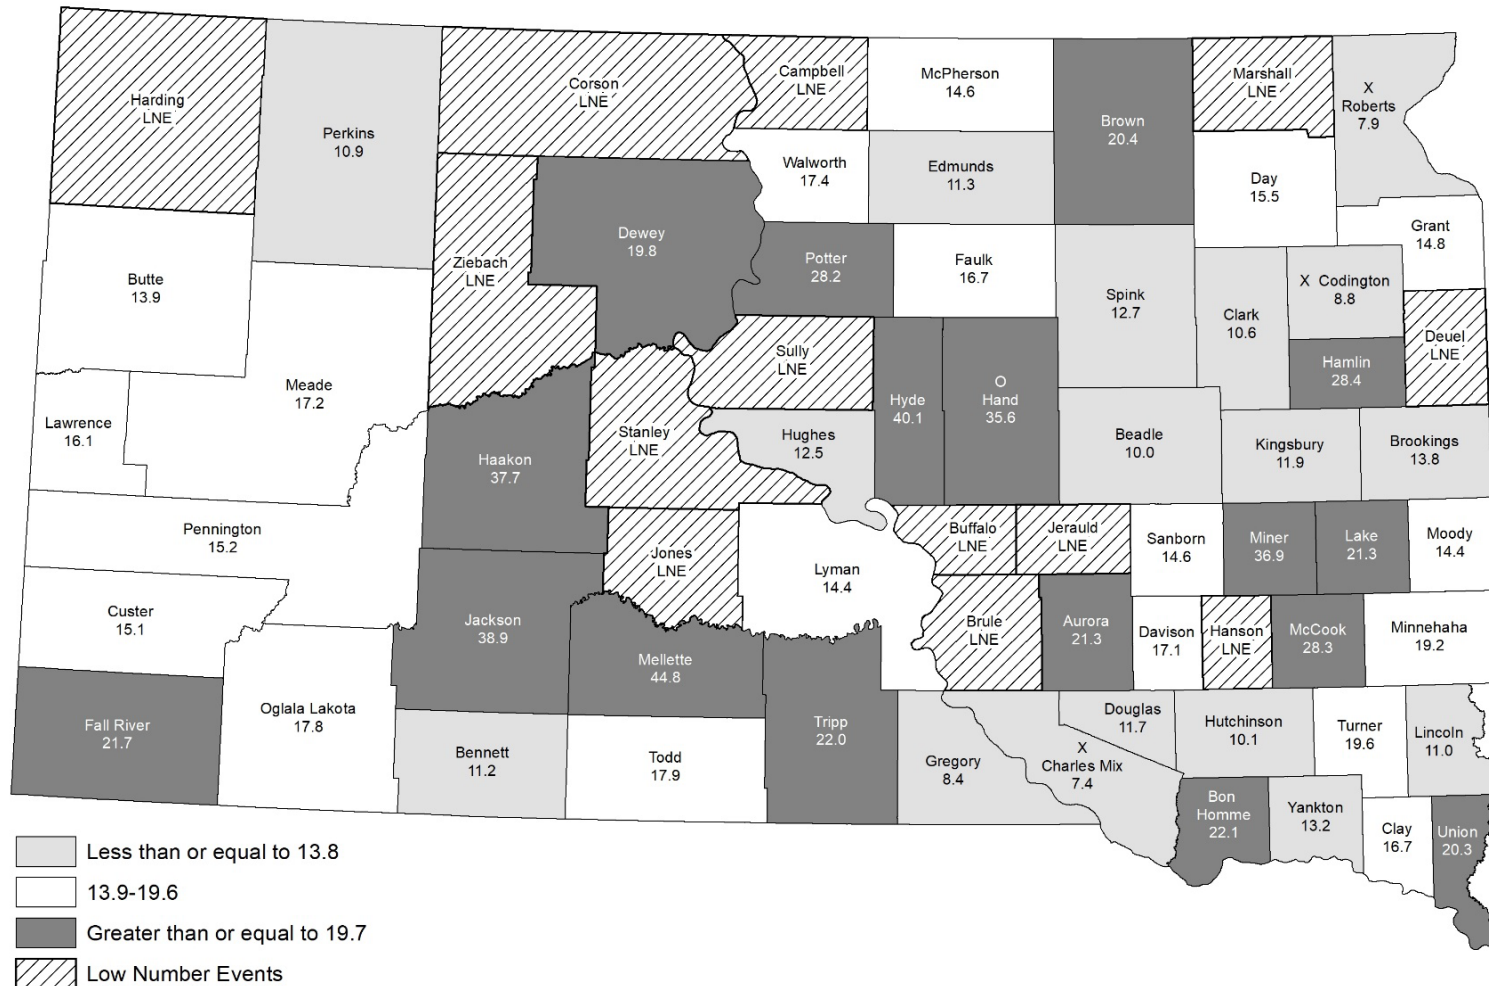 Harding
LNE
Perkins
10.9
Corson
LNE
Campbell
LNE
McPherson
14.6
Brown
20.4
Marshall
LNE
X
Roberts
7.9
Walworth
17.4
Edmunds
11.3
Day
15.5
Grant
14.8
Butte
13.9
Ziebach
LNE
Dewey
19.8
Potter
28.2
Faulk
16.7
Spink
12.7
Clark
10.6
X Codington
8.8
Deuel
LNE
Hamlin
28.4
Lawrence
16.1
Meade
17.2
Sully
LNE
Hyde
40.1
O
Hand
35.6
Haakon
37.7
Stanley
LNE
Hughes
12.5
Beadle
10.0
Kingsbury
11.9
Brookings
13.8
Pennington
15.2
Jones
LNE
Lyman
14.4
Buffalo
LNE
Jerauld
LNE
Sanborn
14.6
Miner
36.9
Lake
21.3
Moody
14.4
Custer
15.1
Jackson
38.9
Mellette
44.8
Brule
LNE
Aurora
21.3
Davison
17.1
Hanson
LNE
McCook
28.3
Minnehaha
19.2
Fall River
21.7
Oglala Lakota
17.8
Bennett
11.2
Todd
17.9
Tripp
22.0
Gregory
8.4
X
Charles Mix
7.4
Douglas
11.7
Hutchinson
10.1
Turner
19.6
Lincoln
11.0
Bon
Homme
22.1
Yankton
13.2
Clay
16.7
Union
20.3
Less than or equal to 13.8
13.9-19.6
Greater than or equal to 19.7
Low Number Events